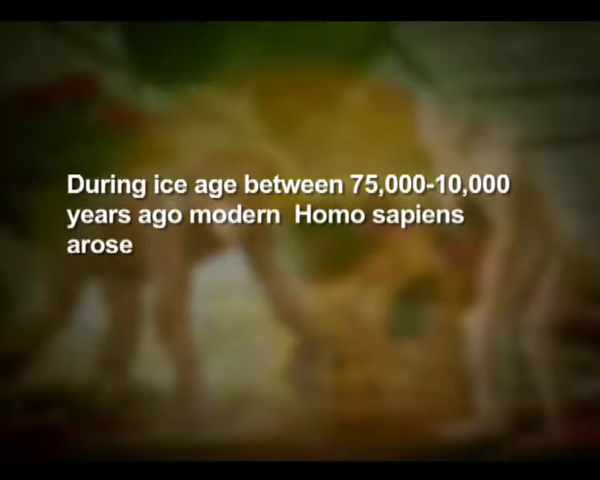 During ice age between 75,000-10,000
years ago modern  Homo sapiens
arose